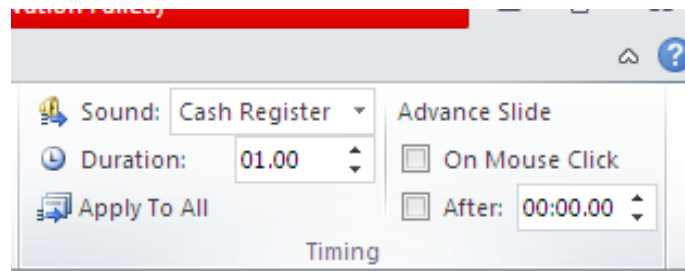 Sound: Cash Register
Advance Slide
Duration: 01.00
On Mouse Click
Apply To All
After: 00:00.00
Timing